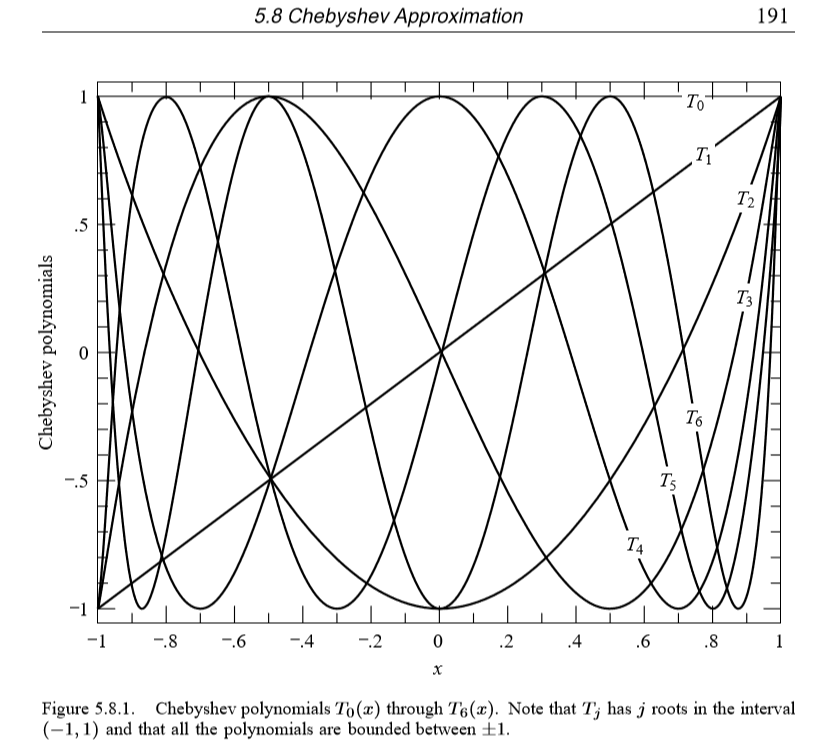 5.8 Chebyshev Approximation 191
1
.5
0
−.5
−1
Chebyshev polynomials
T0
T1
T2
T3
T6
T5
T4
−1 −.8 −.6 −.4 −.2 0 .2 .4 .6 .8 1
x
Figure 5.8.1. Chebyshev polynomials T0(x) through T6(x). Note that Tj has j roots in the interval
(−1, 1) and that all the polynomials are bounded between ±1.